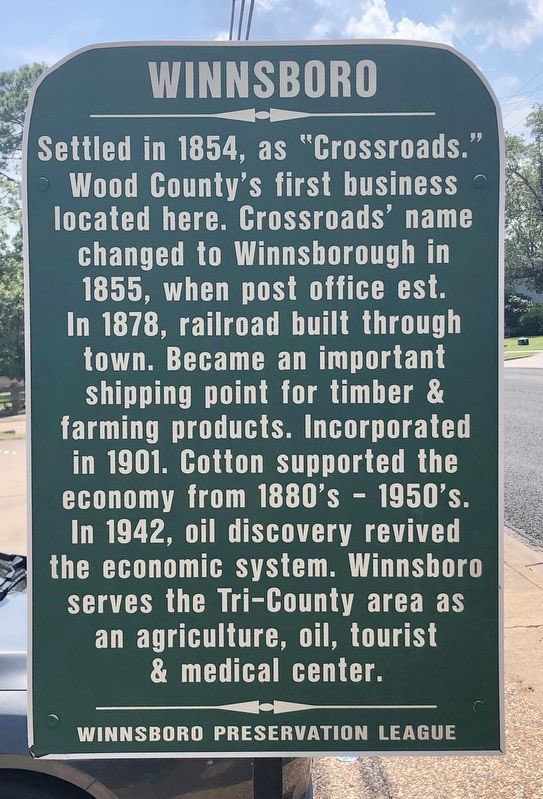 WINNSBORO
Settled in 1854, as "Crossroads."
Wood County's first business
located here. Crossroads' name
changed to Winnsborough in
1855, when post office est.
In 1878, railroad built through
town. Became an important
shipping point for timber &
farming products. Incorporated
in 1901. Cotton supported the
economy from 1880's - 1950's.
In 1942, oil discovery revived
the economic system. Winnsboro
serves the Tri-County area as
an agriculture, oil, tourist
& medical center.
WINNSBORO PRESERVATION LEAGUE